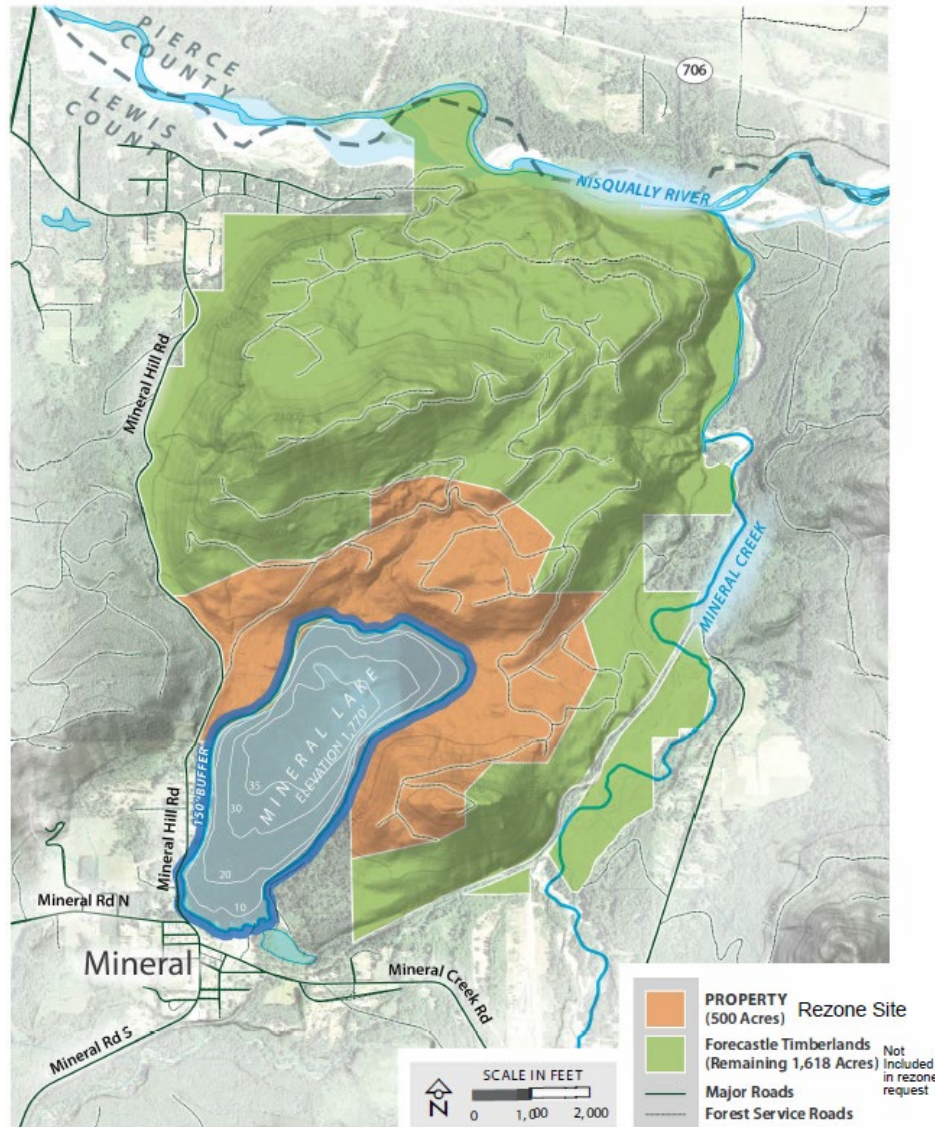 PIERCE
COUNTY
LEWIS
COUNT
706
NISQUALLY RIVER
Mineral Hill Rd
MINERAL CREEK
MINERAL LAKE
ELEVATION 1,770'
150' BUFFER
35
30
20
10
Mineral Hill Rd
Mineral Rd N
Mineral
Mineral Creek Rd
Mineral Rd S
N
SCALE IN FEET
0 1,000 2,000
PROPERTY
(500 Acres) Rezone Site
Forecastle Timberlands
(Remaining 1,618 Acres)
Not
Included
in rezone
request
Major Roads
Forest Service Roads